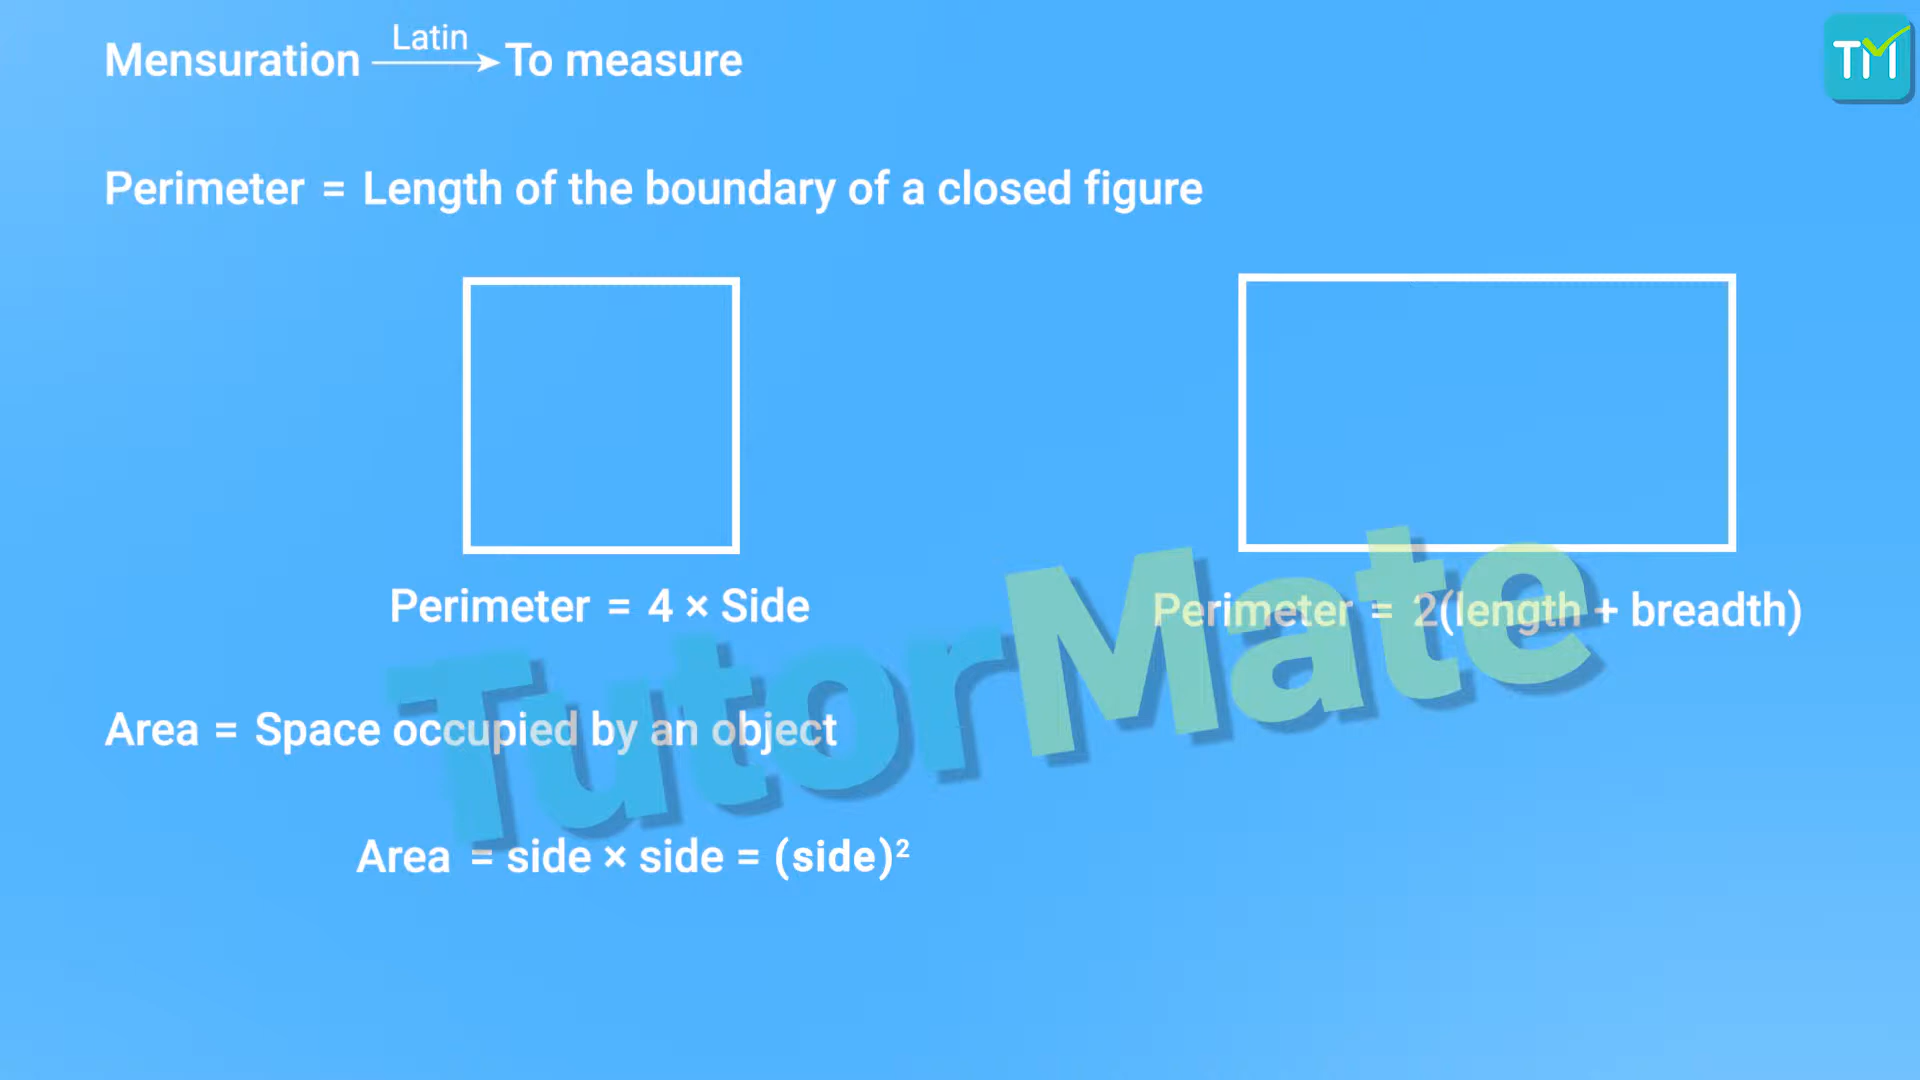 Mensuration Latin To measure
TM
Perimeter = Length of the boundary of a closed figure
Perimeter = 4 × Side
Perimeter = 2(length + breadth)
TutorMate
Area = Space occupied by an object
Area = side × side = (side)²